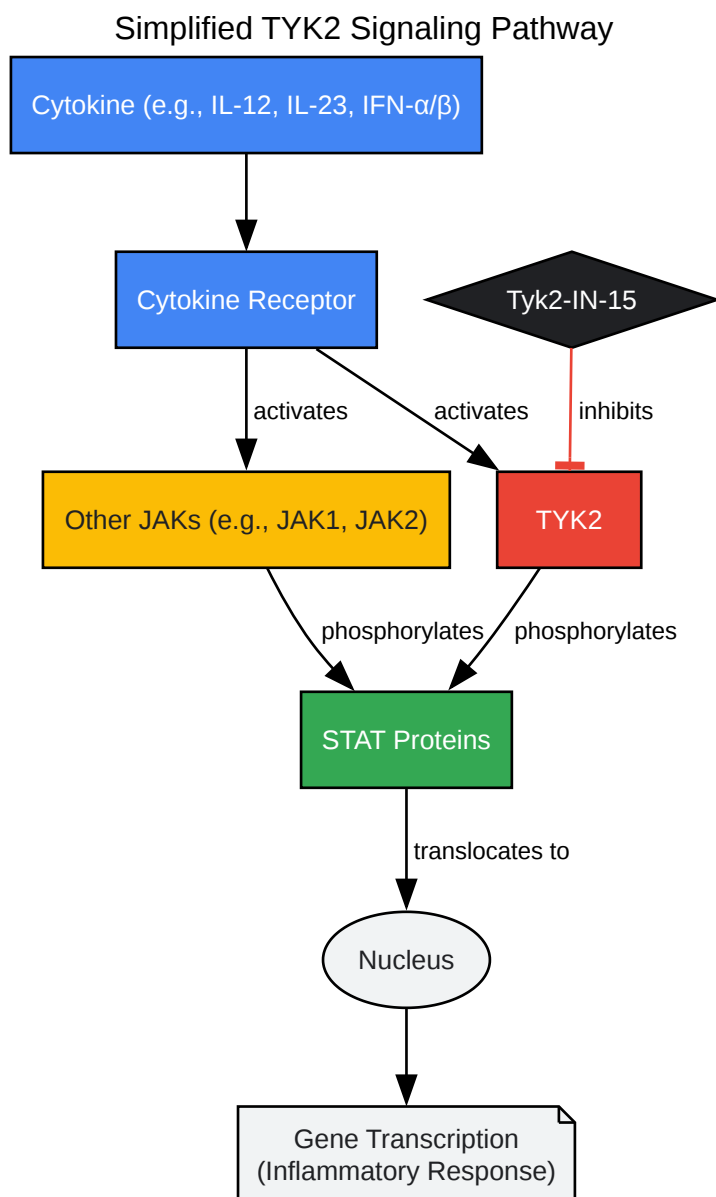 Simplified TYK2 Signaling Pathway
Cytokine (e.g., IL-12, IL-23, IFN-α/β)
Cytokine Receptor
Tyk2-IN-15
activates
activates
inhibits
Other JAKs (e.g., JAK1, JAK2)
TYK2
phosphorylates
phosphorylates
STAT Proteins
translocates to
Nucleus
Gene Transcription
(Inflammatory Response)